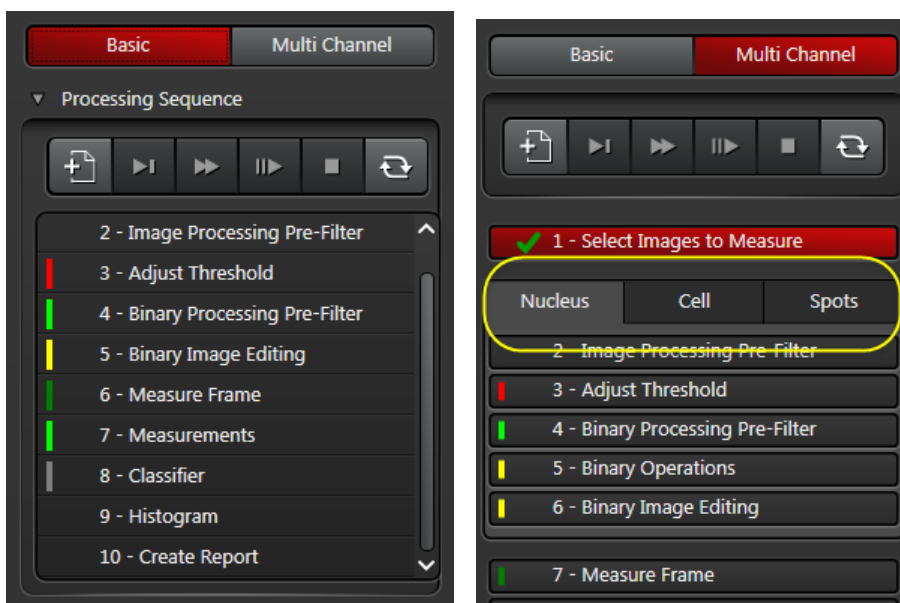 Basic
Multi Channel
Processing Sequence
2 - Image Processing Pre-Filter
3 - Adjust Threshold
4 - Binary Processing Pre-Filter
5 - Binary Image Editing
6 - Measure Frame
7 - Measurements
8 - Classifier
9 - Histogram
10 - Create Report
Basic
Multi Channel
1 - Select Images to Measure
Nucleus
Cell
Spots
2 - Image Processing Pre-Filter
3 - Adjust Threshold
4 - Binary Processing Pre-Filter
5 - Binary Operations
6 - Binary Image Editing
7 - Measure Frame